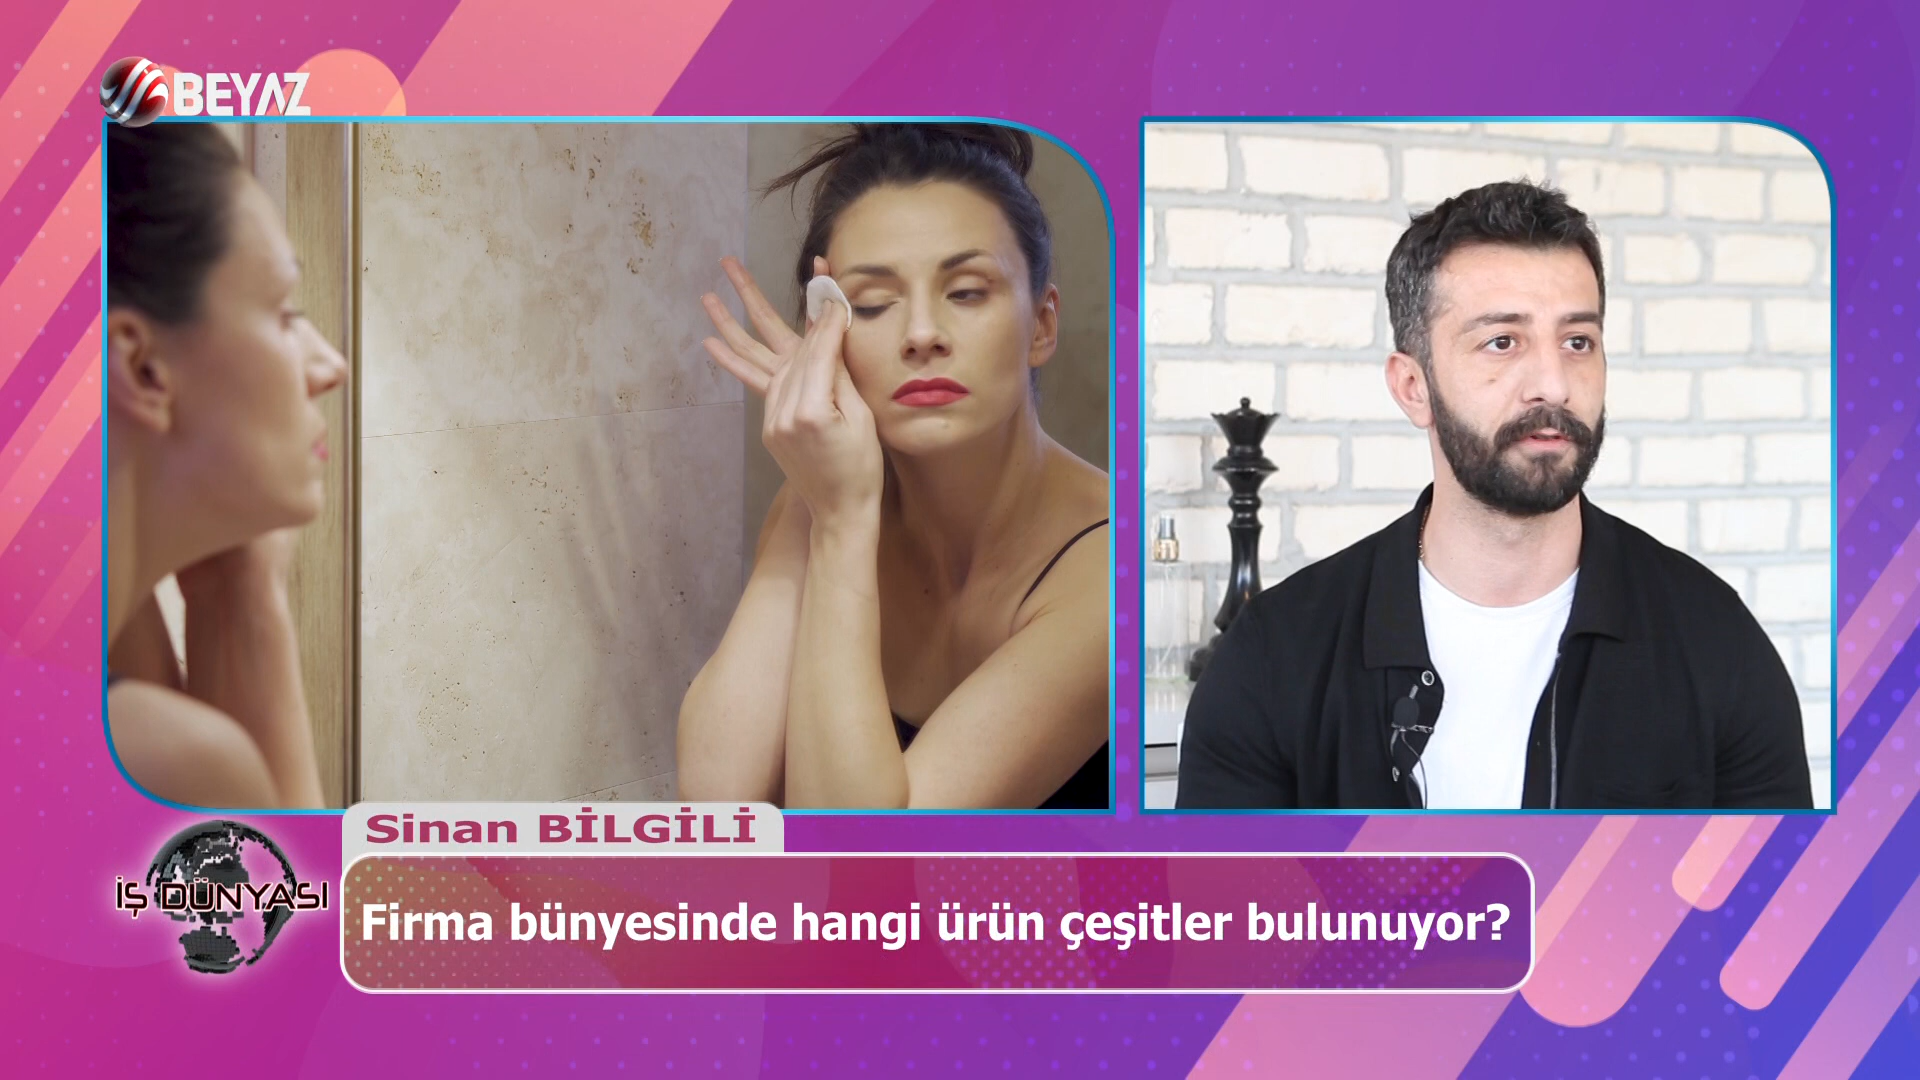 BEYAZ
Sinan BİLGİLİ
İŞ DÜNYASI
Firma bünyesinde hangi ürün çeşitler bulunuyor?